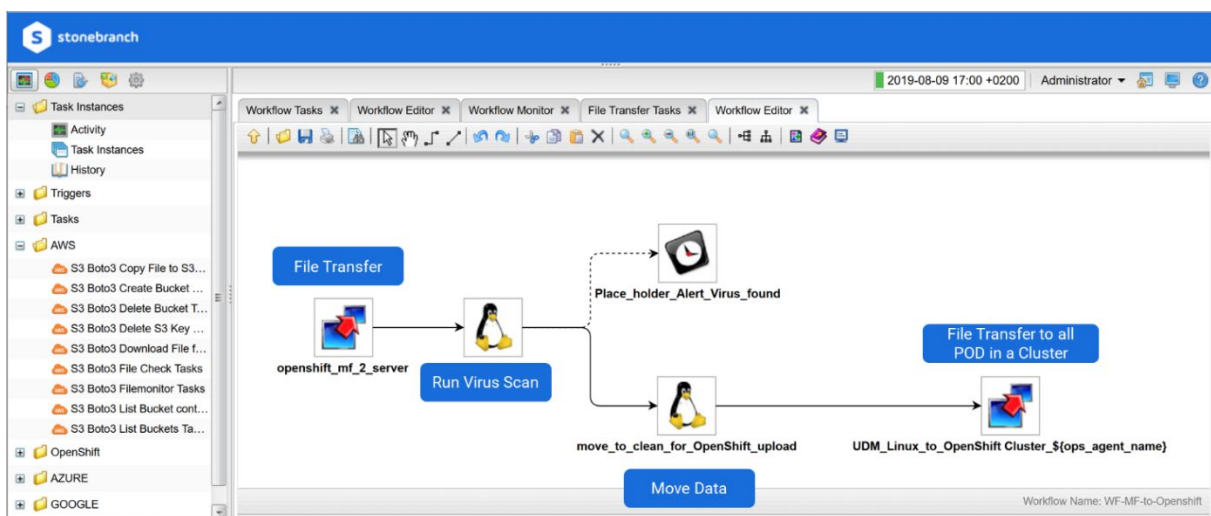 stonebranch
2019-08-09 17:00 +0200
Administrator
Task Instances
Activity
Task Instances
History
Triggers
Tasks
AWS
S3 Boto3 Copy File to S3...
S3 Boto3 Create Bucket ...
S3 Boto3 Delete Bucket T...
S3 Boto3 Delete S3 Key ...
S3 Boto3 Download File f...
S3 Boto3 File Check Tasks
S3 Boto3 Filemonitor Tasks
S3 Boto3 List Bucket cont...
S3 Boto3 List Buckets Ta...
OpenShift
AZURE
GOOGLE
Workflow Tasks
Workflow Editor
Workflow Monitor
File Transfer Tasks
Workflow Editor
File Transfer
openshift_mf_2_server
Run Virus Scan
Place_holder_Alert_Virus_found
move_to_clean_for_OpenShift_upload
Move Data
File Transfer to all
POD in a Cluster
UDM_Linux_to_OpenShift Cluster_${ops_agent_name}
Workflow Name: WF-MF-to-Openshift